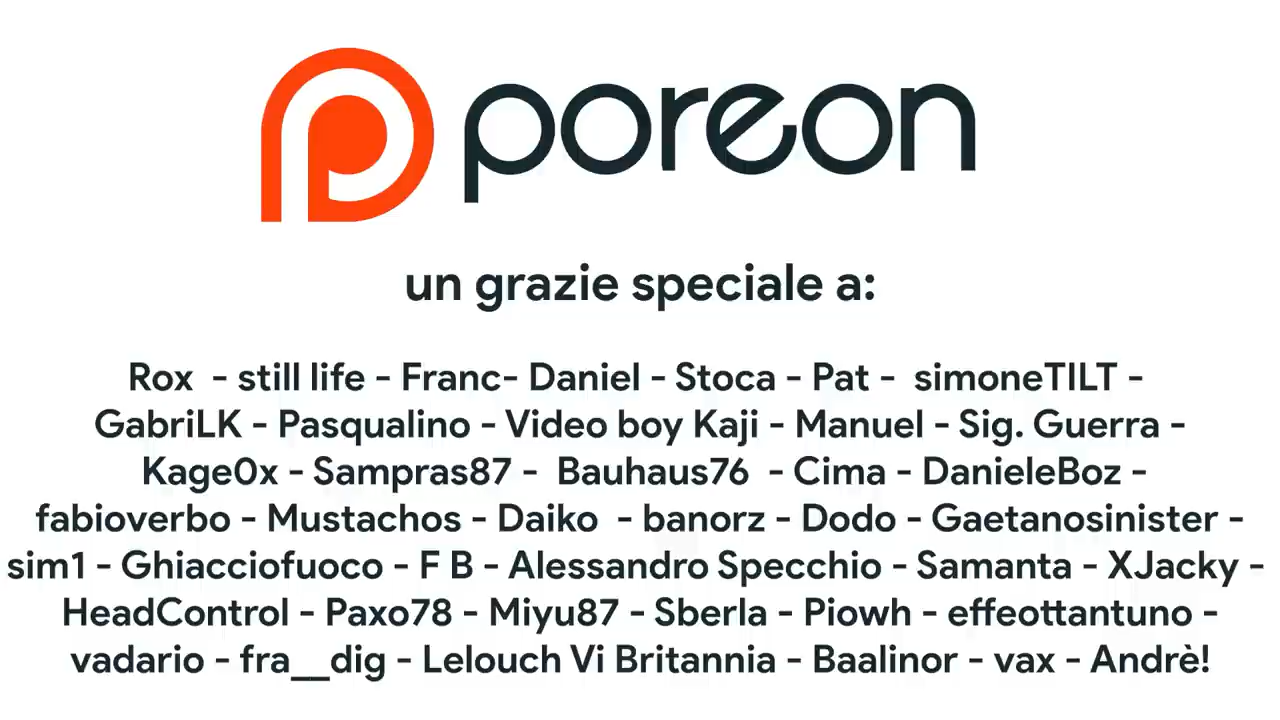 poreon
un grazie speciale a:
Rox - still life - Franc- Daniel - Stoca - Pat - simoneTILT -
GabriLK - Pasqualino - Video boy Kaji - Manuel - Sig. Guerra -
Kage0x - Sampras87 - Bauhaus76 - Cima - DanieleBoz -
fabioverbo - Mustachos - Daiko - banorz - Dodo - Gaetanosinister -
sim1 - Ghiacciofuoco - F B - Alessandro Specchio - Samanta - XJacky -
HeadControl - Paxo78 - Miyu87 - Sberla - Piowh - effeottantuno -
vadario - fra__dig - Lelouch Vi Britannia - Baalinor - vax - Andrè!